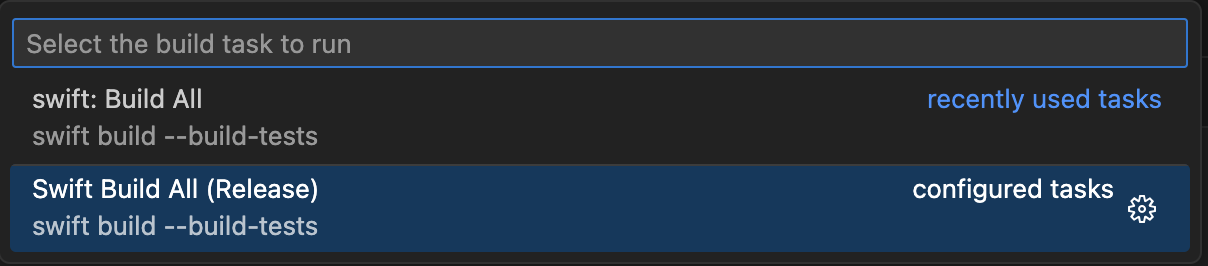 Select the build task to run
swift: Build All recently used tasks
swift build --build-tests
Swift Build All (Release) configured tasks
swift build --build-tests